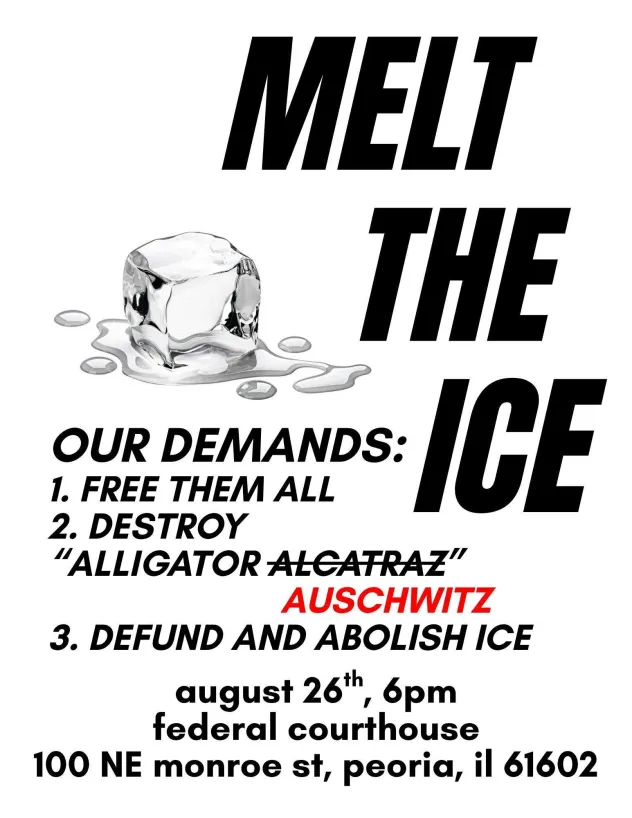 MELT
THE
ICE
OUR DEMANDS:
1. FREE THEM ALL
2. DESTROY
“ALLIGATOR ALCATRAZ”
AUSCHWITZ
3. DEFUND AND ABOLISH ICE
august 26th, 6pm
federal courthouse
100 NE monroe st, peoria, il 61602